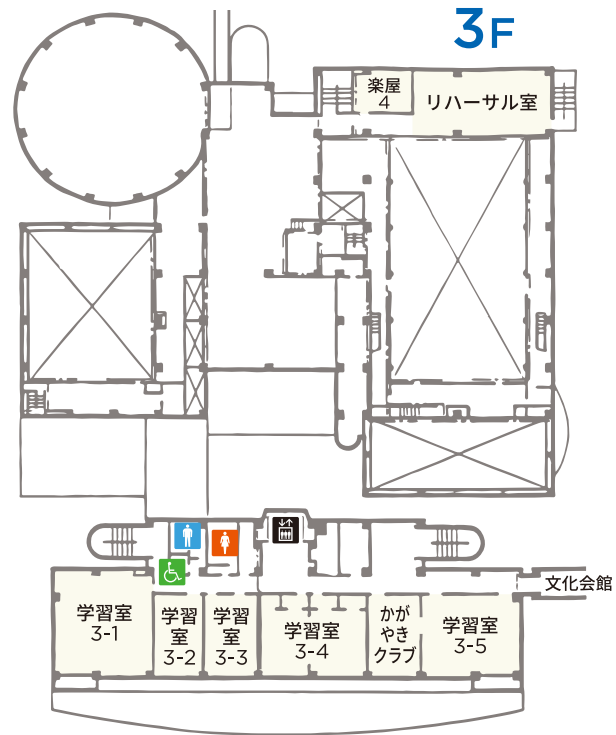 3F
楽屋
4
リハーサル室
文化会館
学習室
3-1
学習
室
3-2
学習
室
3-3
学習室
3-4
かが
やき
クラブ
学習室
3-5